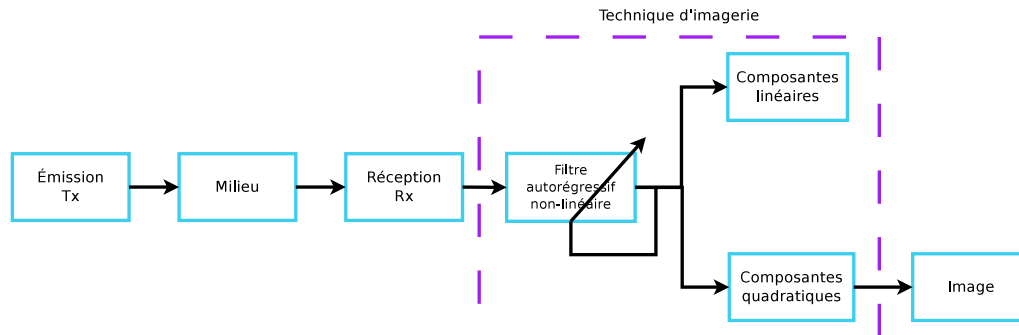 Technique d'imagerie
Émission
Tx
Milieu
Réception
Rx
Filtre
autorégressif
non-linéaire
Composantes
linéaires
Composantes
quadratiques
Image